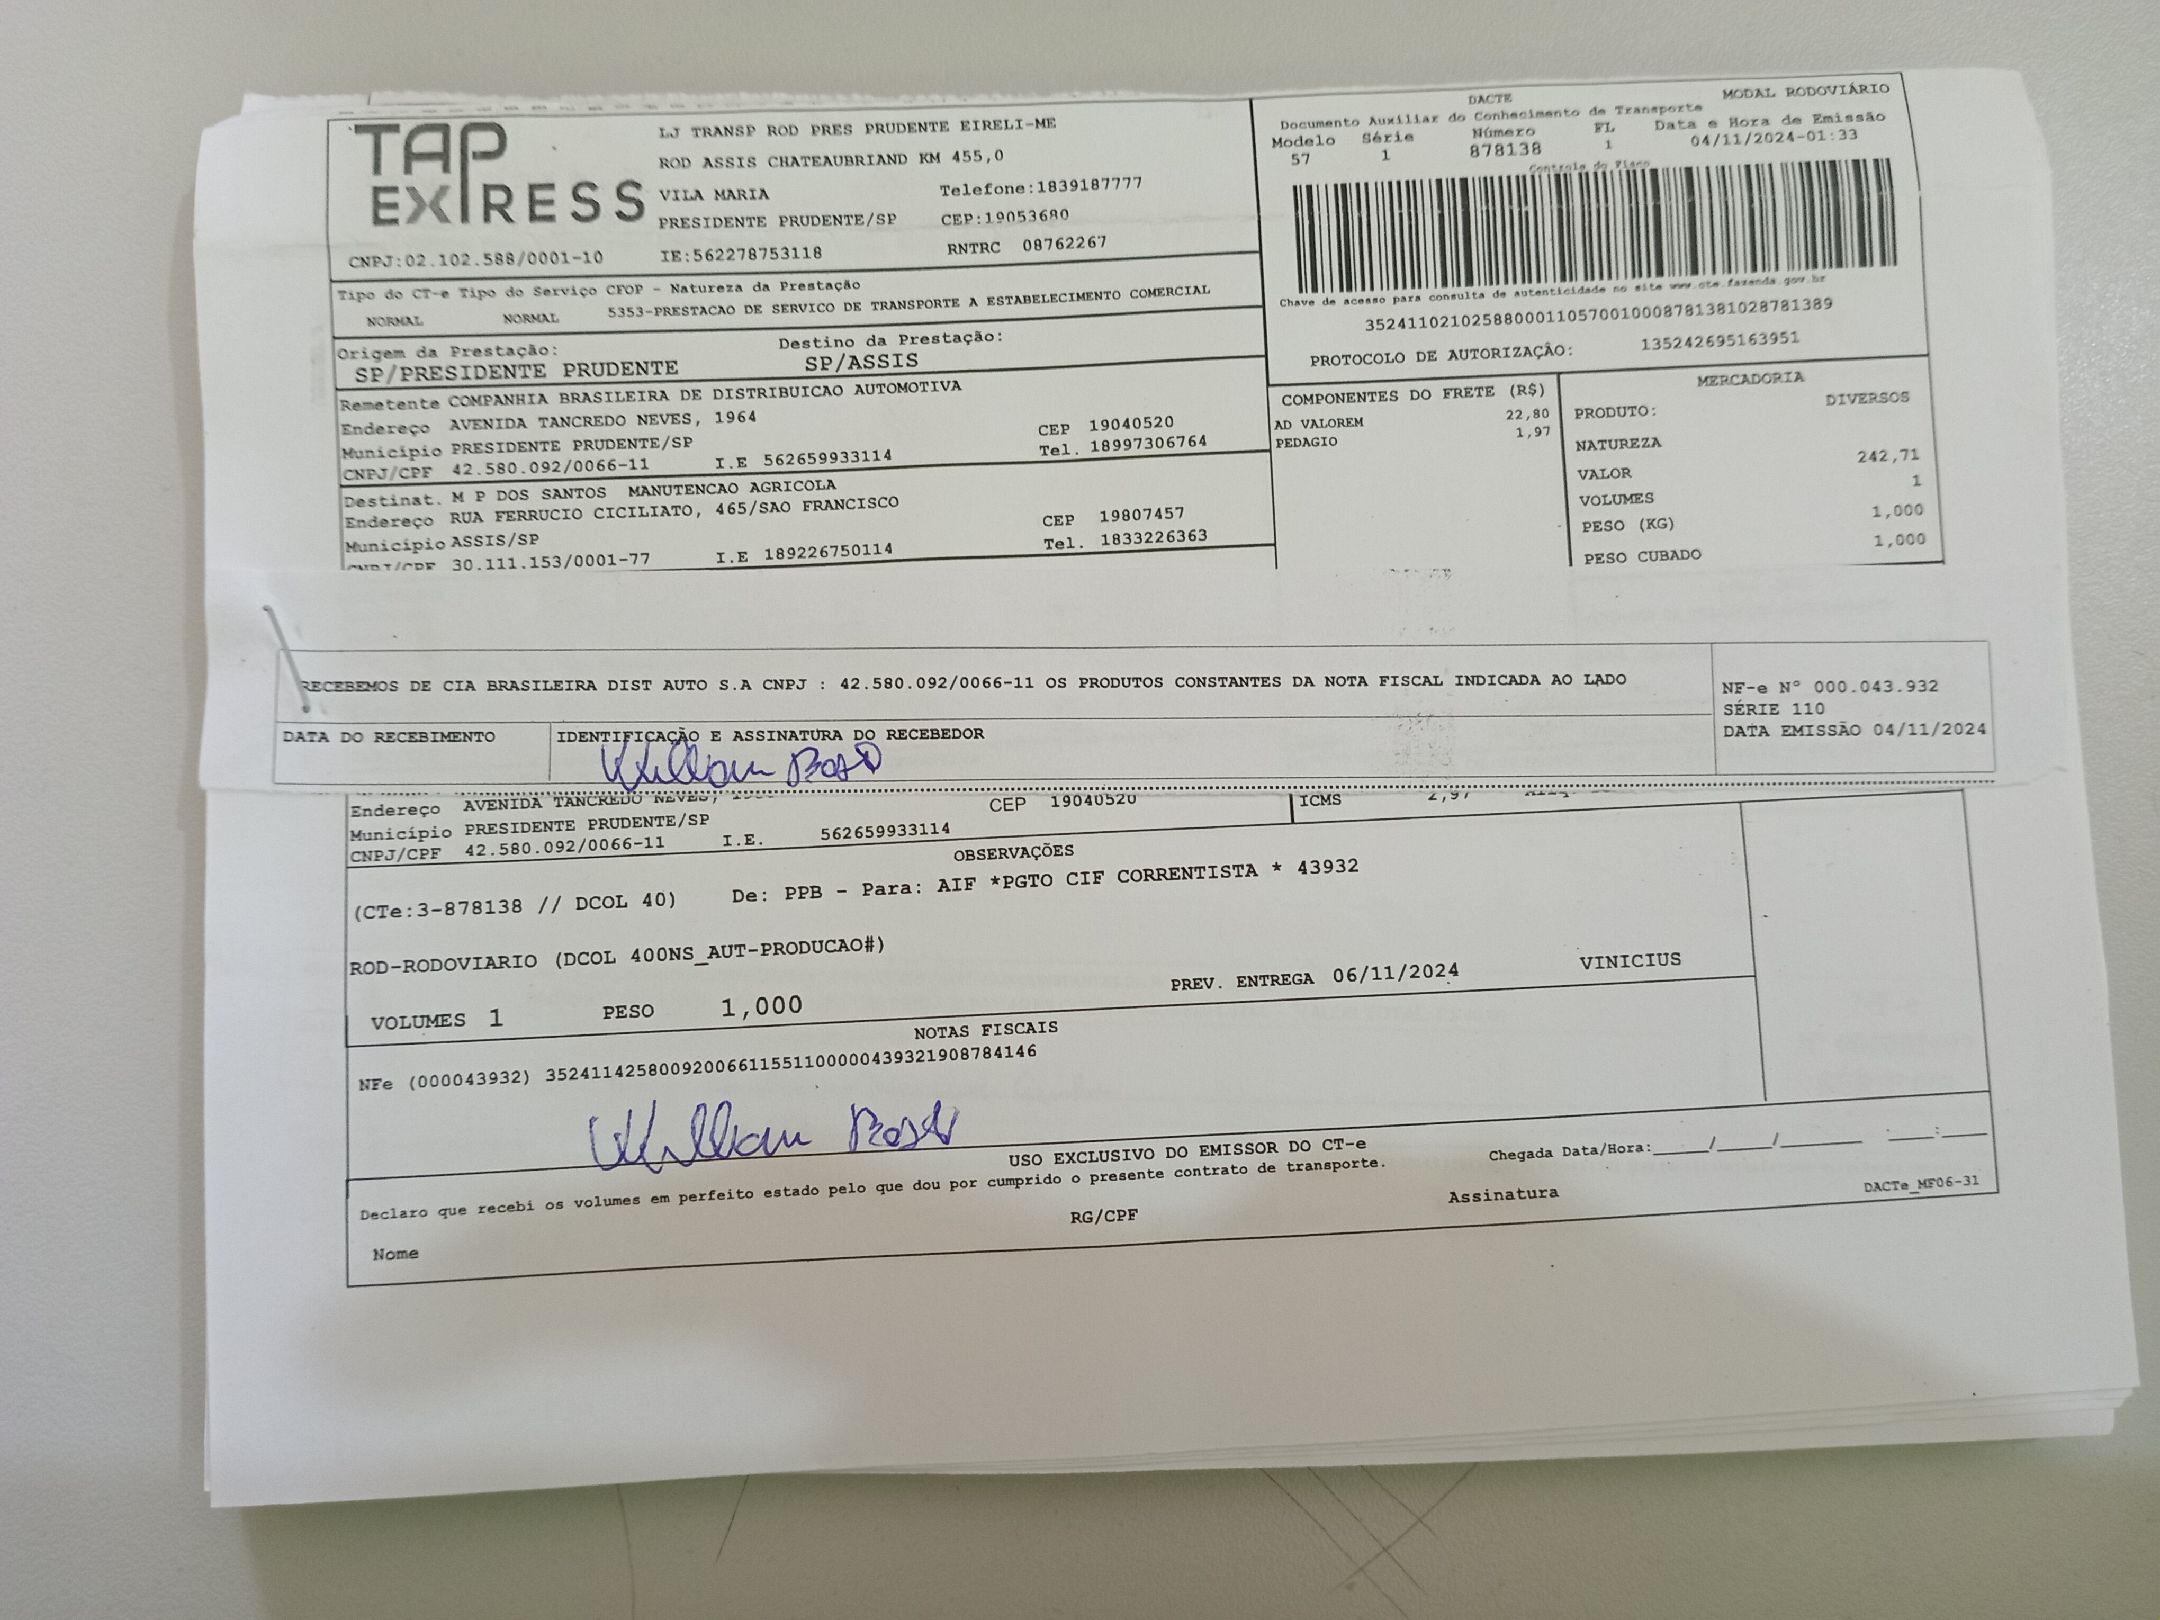 TAP EXPRESS
CNPJ:02.102.588/0001-10
LJ TRANSP ROD PRES PRUDENTE EIRELI-ME
ROD ASSIS CHATEAUBRIAND KM 455,0
VILA MARIA Telefone:1839187777
PRESIDENTE PRUDENTE/SP CEP:19053680
IE:562278753118 RNTRC 08762267
DACTE MODAL RODOVIÁRIO
Documento Auxiliar do Conhecimento de Transporte
Modelo Série Número FL Data e Hora de Emissão
57 1 878138 1 04/11/2024-01:33
Controle do Fisco
Chave de acesso para consulta de autenticidade no site www.cte.fazenda.gov.br
35241102102588000110570010008781381028781389
PROTOCOLO DE AUTORIZAÇÃO: 135242695163951
Tipo do CT-e Tipo do Serviço CFOP - Natureza da Prestação
NORMAL NORMAL 5353-PRESTACAO DE SERVICO DE TRANSPORTE A ESTABELECIMENTO COMERCIAL
Origem da Prestação: Destino da Prestação:
SP/PRESIDENTE PRUDENTE SP/ASSIS
Remetente COMPANHIA BRASILEIRA DE DISTRIBUICAO AUTOMOTIVA
Endereço AVENIDA TANCREDO NEVES, 1964 CEP 19040520
Município PRESIDENTE PRUDENTE/SP Tel. 18997306764
CNPJ/CPF 42.580.092/0066-11 I.E 562659933114
Destinat. M P DOS SANTOS MANUTENCAO AGRICOLA
Endereço RUA FERRUCIO CICILIATO, 465/SAO FRANCISCO CEP 19807457
Município ASSIS/SP Tel. 1833226363
CNPJ/CPF 30.111.153/0001-77 I.E 189226750114
COMPONENTES DO FRETE (R$)
AD VALOREM 22,80
PEDAGIO 1,97
MERCADORIA
PRODUTO: DIVERSOS
NATUREZA
VALOR 242,71
VOLUMES 1
PESO (KG) 1,000
PESO CUBADO 1,000
RECEBEMOS DE CIA BRASILEIRA DIST AUTO S.A CNPJ : 42.580.092/0066-11 OS PRODUTOS CONSTANTES DA NOTA FISCAL INDICADA AO LADO
NF-e Nº 000.043.932
SÉRIE 110
DATA EMISSÃO 04/11/2024
DATA DO RECEBIMENTO IDENTIFICAÇÃO E ASSINATURA DO RECEBEDOR
Endereço AVENIDA TANCREDO NEVES, CEP 19040520 ICMS 2,97
Município PRESIDENTE PRUDENTE/SP
CNPJ/CPF 42.580.092/0066-11 I.E. 562659933114
OBSERVAÇÕES
(CTe:3-878138 // DCOL 40) De: PPB - Para: AIF *PGTO CIF CORRENTISTA * 43932
ROD-RODOVIARIO (DCOL 400NS_AUT-PRODUCAO#)
PREV. ENTREGA 06/11/2024 VINICIUS
VOLUMES 1 PESO 1,000
NOTAS FISCAIS
NFe (000043932) 35241142580092006611551100000439321908784146
USO EXCLUSIVO DO EMISSOR DO CT-e
Declaro que recebi os volumes em perfeito estado pelo que dou por cumprido o presente contrato de transporte.
Chegada Data/Hora:____/____/______ ___:___
Nome RG/CPF Assinatura DACTe_MF06-31